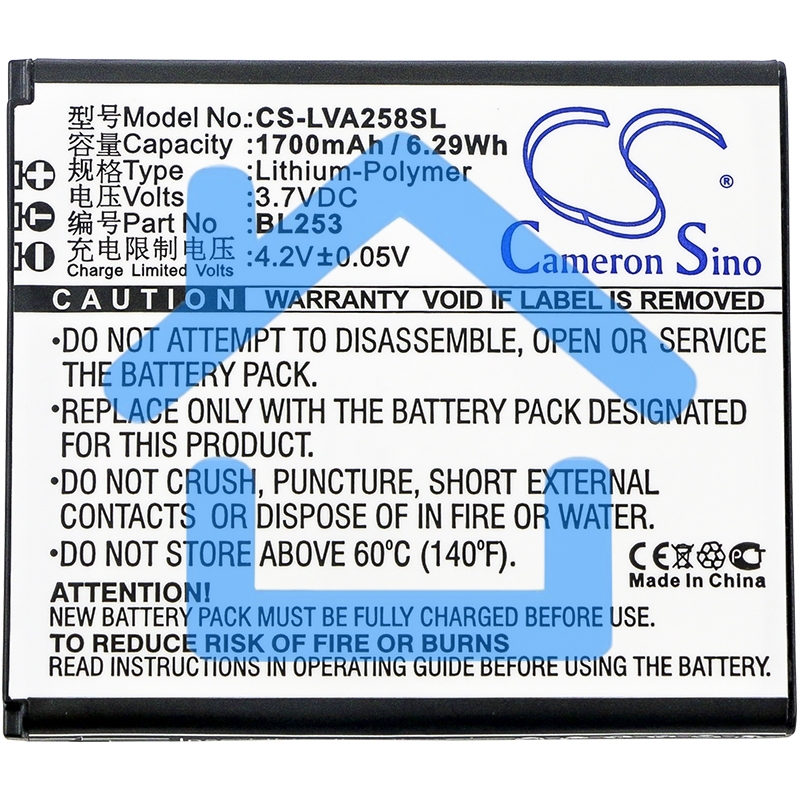 型号Model No.:CS-LVA258SL
容量Capacity :1700mAh / 6.29Wh
类型Type :Lithium-Polymer
电压Volts :3.7VDC
编号Part No :BL253
充电限制电压 :4.2V±0.05V
Charge Limited Volts
Cameron Sino ®
CAUTION WARRANTY VOID IF LABEL IS REMOVED
•DO NOT ATTEMPT TO DISASSEMBLE, OPEN OR SERVICE
THE BATTERY PACK.
•REPLACE ONLY WITH THE BATTERY PACK DESIGNATED
FOR THIS PRODUCT.
•DO NOT CRUSH, PUNCTURE, SHORT EXTERNAL
CONTACTS OR DISPOSE OF IN FIRE OR WATER.
•DO NOT STORE ABOVE 60°C (140°F).
CE PCT
Made In China
ATTENTION!
NEW BATTERY PACK MUST BE FULLY CHARGED BEFORE USE.
TO REDUCE RISK OF FIRE OR BURNS
READ INSTRUCTIONS IN OPERATING GUIDE CAREFULLY.